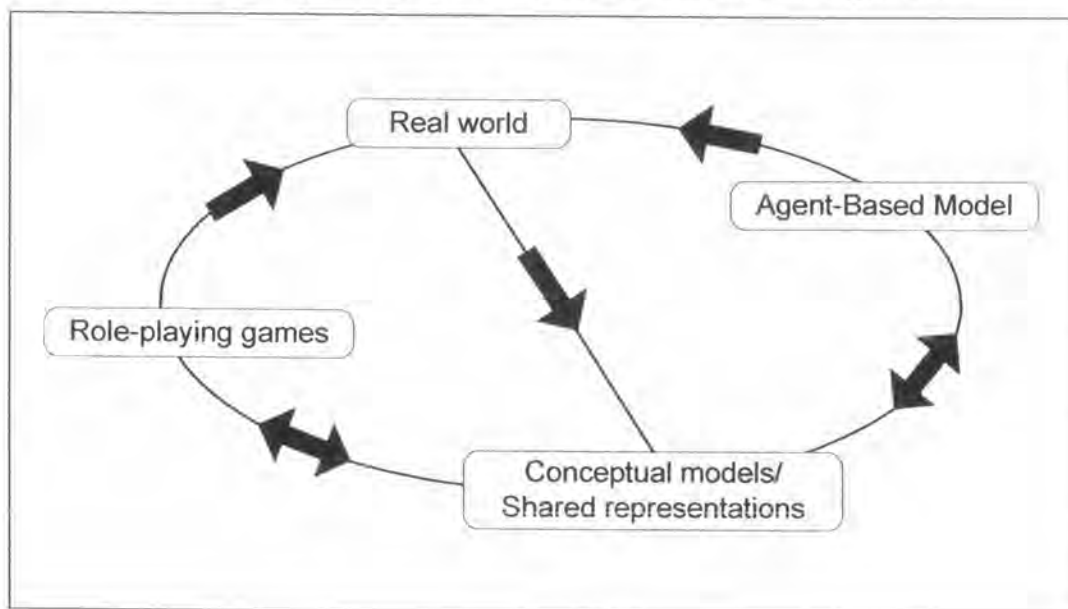 Real world
Agent-Based Model
Role-playing games
Conceptual models/
Shared representations